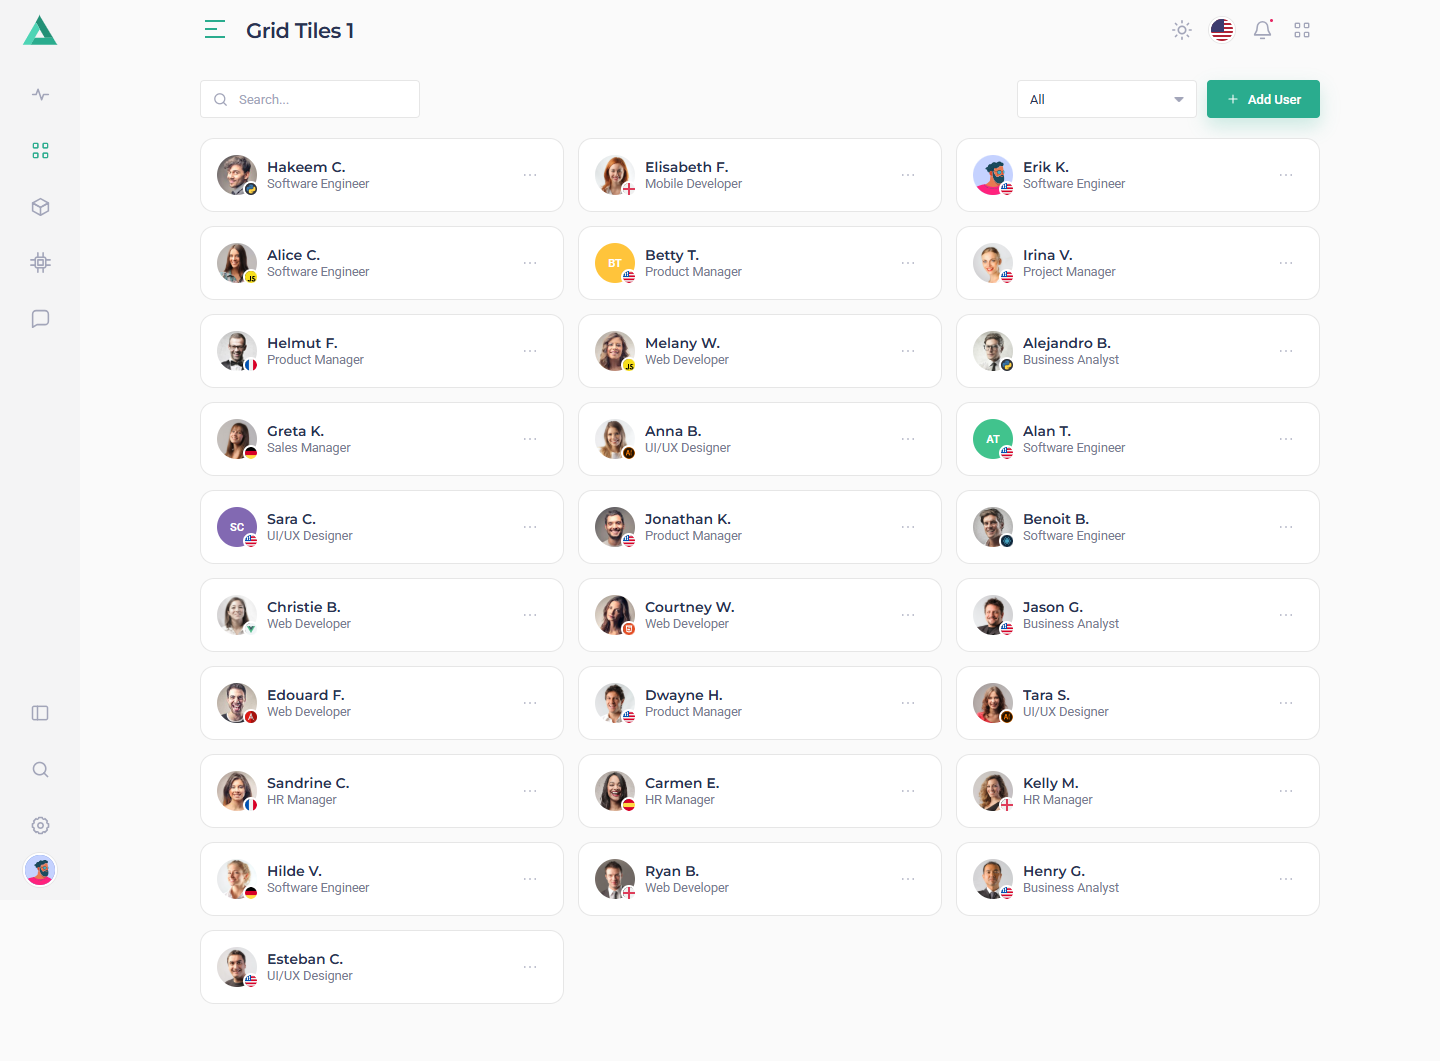 Grid Tiles 1
Search...
All
+ Add User
Hakeem C.
Software Engineer
Elisabeth F.
Mobile Developer
Erik K.
Software Engineer
Alice C.
Software Engineer
JS
BT
Betty T.
Product Manager
Irina V.
Project Manager
Helmut F.
Product Manager
Melany W.
Web Developer
JS
Alejandro B.
Business Analyst
Greta K.
Sales Manager
Anna B.
UI/UX Designer
Ai
AT
Alan T.
Software Engineer
SC
Sara C.
UI/UX Designer
Jonathan K.
Product Manager
Benoit B.
Software Engineer
Christie B.
Web Developer
Courtney W.
Web Developer
5
Jason G.
Business Analyst
Edouard F.
Web Developer
A
Dwayne H.
Product Manager
Tara S.
UI/UX Designer
Ai
Sandrine C.
HR Manager
Carmen E.
HR Manager
Kelly M.
HR Manager
Hilde V.
Software Engineer
Ryan B.
Web Developer
Henry G.
Business Analyst
Esteban C.
UI/UX Designer